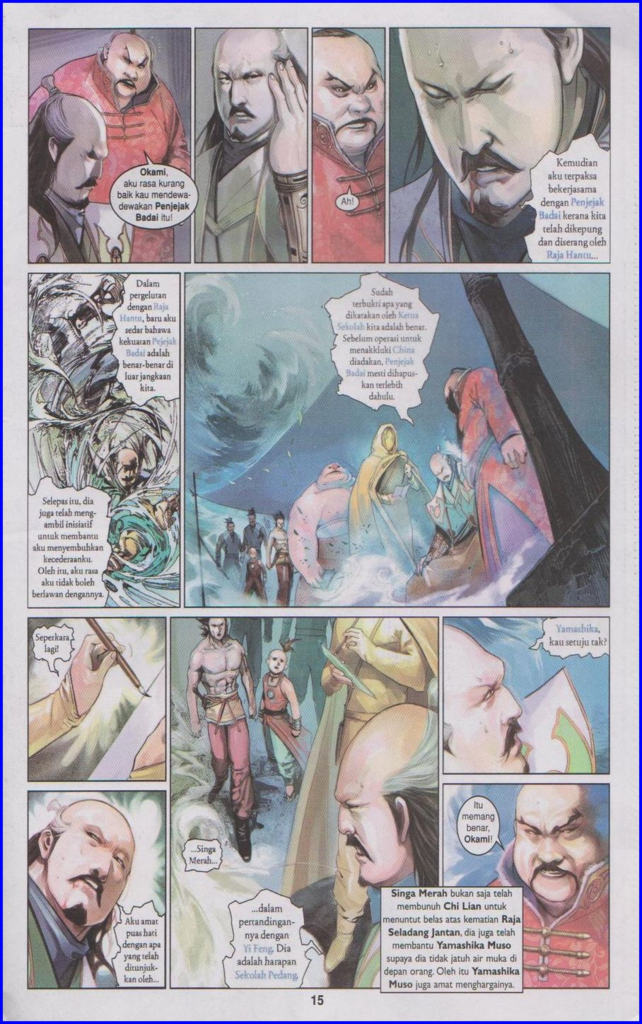 Okami,
aku rasa kurang
baik kau mendewa-
dewakan Penjejak
Badai itu!
Ah!
Kemudian
aku terpaksa
bekerjasama
dengan Penjejak
Badai kerana kita
telah dikepung
dan diserang oleh
Raja Hantu...
Dalam
pergelutan
dengan Raja
Hantu, baru aku
sedar bahawa
kekuatan Pejejak
Badai adalah
benar-benar di
luar jangkaan
kita.
Selepas itu, dia
juga telah meng-
ambil inisiatif
untuk membantu
aku menyembuhkan
kecederaanku.
Oleh itu, aku rasa
aku tidak boleh
berlawan dengannya.
Sudah
terbukti apa yang
dikatakan oleh Ketua
Sekolah kita adalah benar.
Sebelum operasi untuk
menakluki China
diadakan, Penjejak
Badai mesti dihapus-
kan terlebih
dahulu.
Seperkara
lagi!
...Singa
Merah...
...dalam
pertandingan-
nya dengan
Yi Feng. Dia
adalah harapan
Sekolah Pedang.
Yamashika,
kau setuju tak?
Aku amat
puas hati
dengan apa
yang telah
ditunjuk-
kan oleh...
Itu
memang
benar,
Okami!
Singa Merah bukan saja telah
membunuh Chi Lian untuk
menuntut belas atas kematian Raja
Seladang Jantan, dia juga telah
membantu Yamashika Muso
supaya dia tidak jatuh air muka di
depan orang. Oleh itu Yamashika
Muso juga amat menghargainya.
15